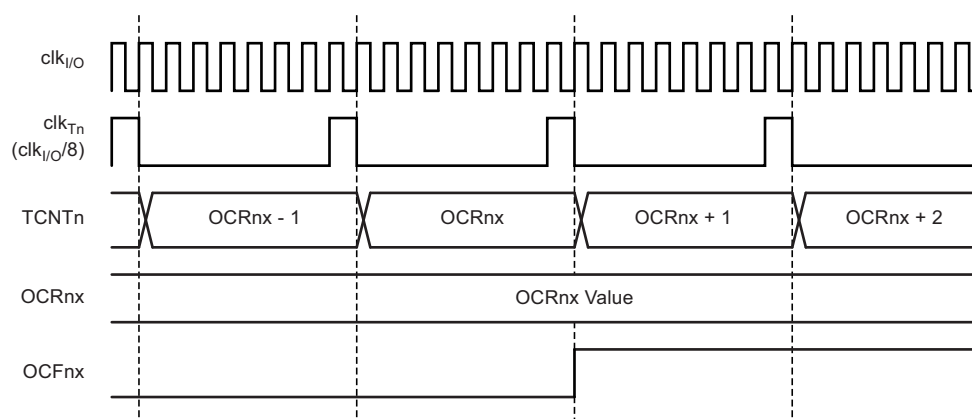 clkI/O
clkTn
(clkI/O/8)
TCNTn OCRnx - 1 OCRnx OCRnx + 1 OCRnx + 2
OCRnx OCRnx Value
OCFnx